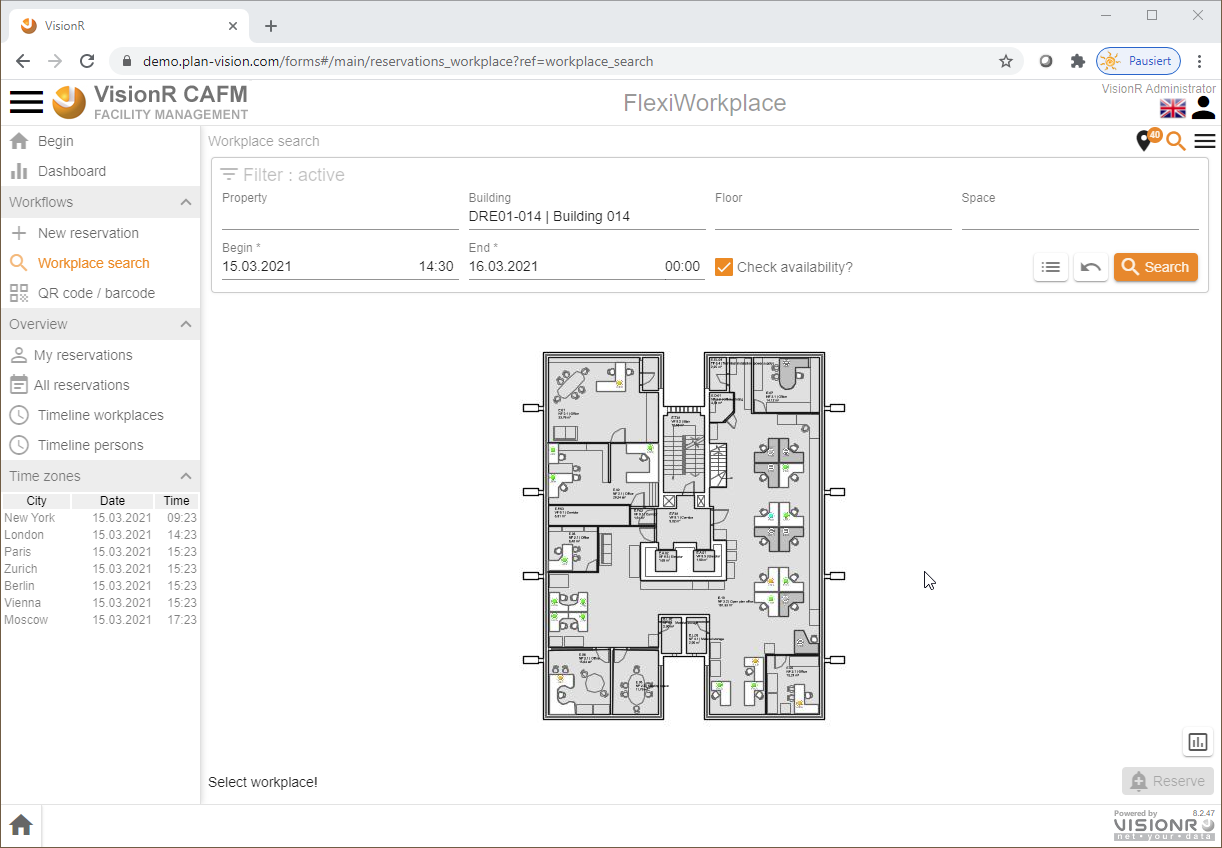 VisionR
demo.plan-vision.com/forms#/main/reservations_workplace?ref=workplace_search
Pausiert
VisionR CAFM
FACILITY MANAGEMENT
FlexiWorkplace
VisionR Administrator
Begin
Dashboard
Workflows
New reservation
Workplace search
QR code / barcode
Overview
My reservations
All reservations
Timeline workplaces
Timeline persons
Time zones
City Date Time
New York 15.03.2021 09:23
London 15.03.2021 14:23
Paris 15.03.2021 15:23
Zurich 15.03.2021 15:23
Berlin 15.03.2021 15:23
Vienna 15.03.2021 15:23
Moscow 15.03.2021 17:23
Workplace search
40
Filter : active
Property Building Floor Space
DRE01-014 | Building 014
Begin * End *
15.03.2021 14:30 16.03.2021 00:00 Check availability?
Search
Select workplace!
Reserve
Powered by 8.2.47
VISIONR
net • your • data